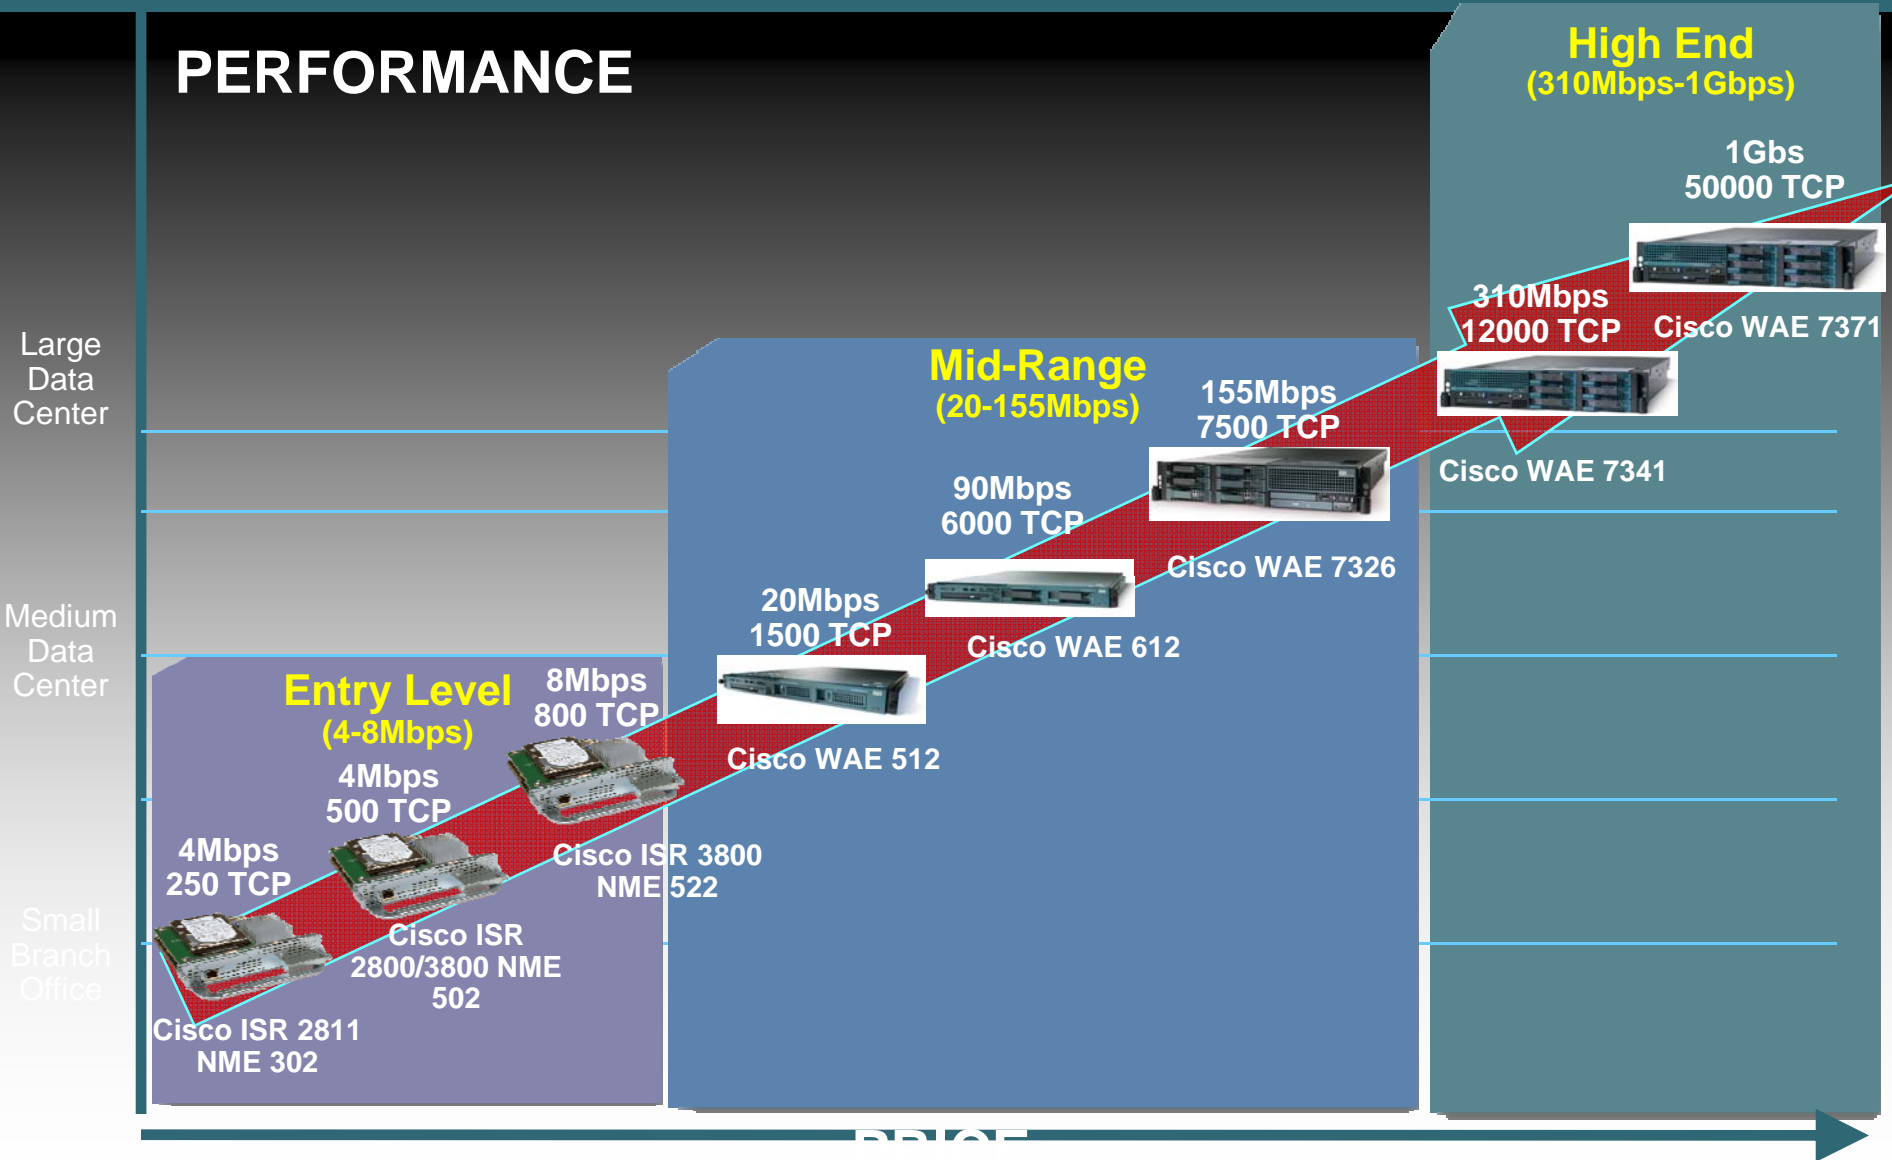 PERFORMANCE
High End
(310Mbps-1Gbps)
1Gbs
50000 TCP
Cisco WAE 7371
310Mbps
12000 TCP
Cisco WAE 7341
Large
Data
Center
Mid-Range
(20-155Mbps)
155Mbps
7500 TCP
Cisco WAE 7326
90Mbps
6000 TCP
Cisco WAE 612
20Mbps
1500 TCP
Cisco WAE 512
Medium
Data
Center
Entry Level
(4-8Mbps)
8Mbps
800 TCP
Cisco ISR 3800
NME 522
4Mbps
500 TCP
Cisco ISR
2800/3800 NME
502
4Mbps
250 TCP
Cisco ISR 2811
NME 302
Small
Branch
Office
PRICE